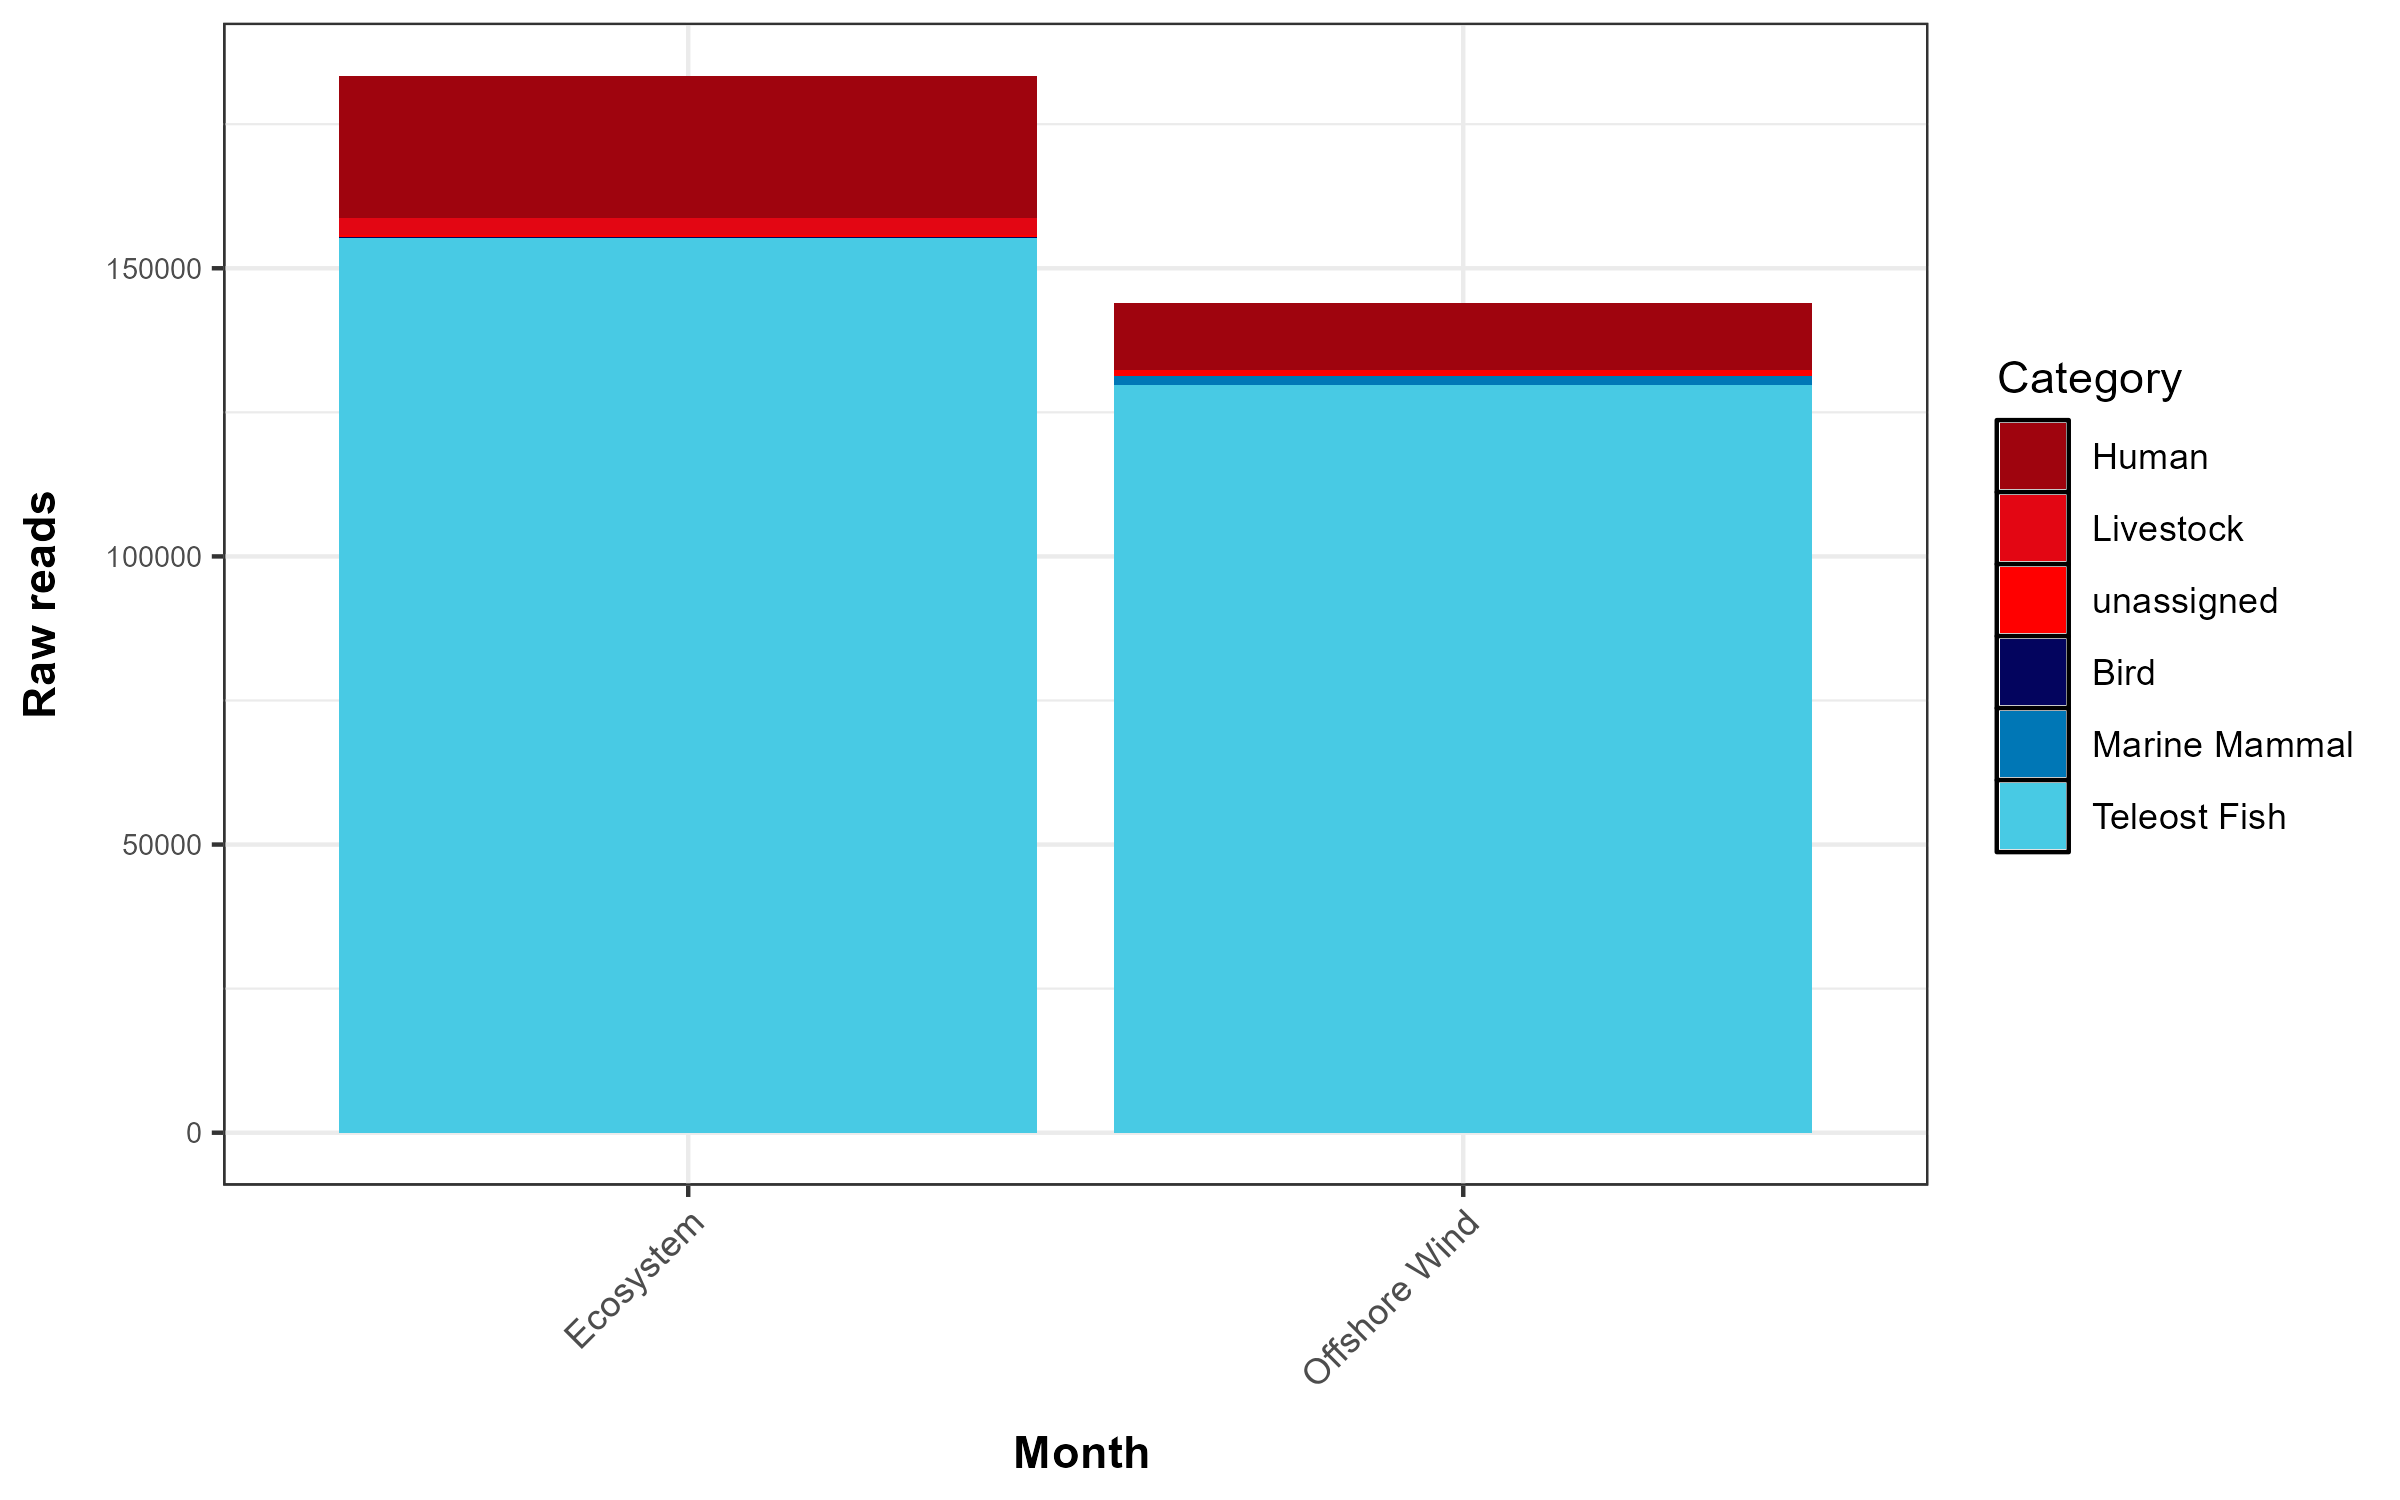 Raw reads
150000
100000
50000
0
Ecosystem
Offshore Wind
Month
Category
Human
Livestock
unassigned
Bird
Marine Mammal
Teleost Fish